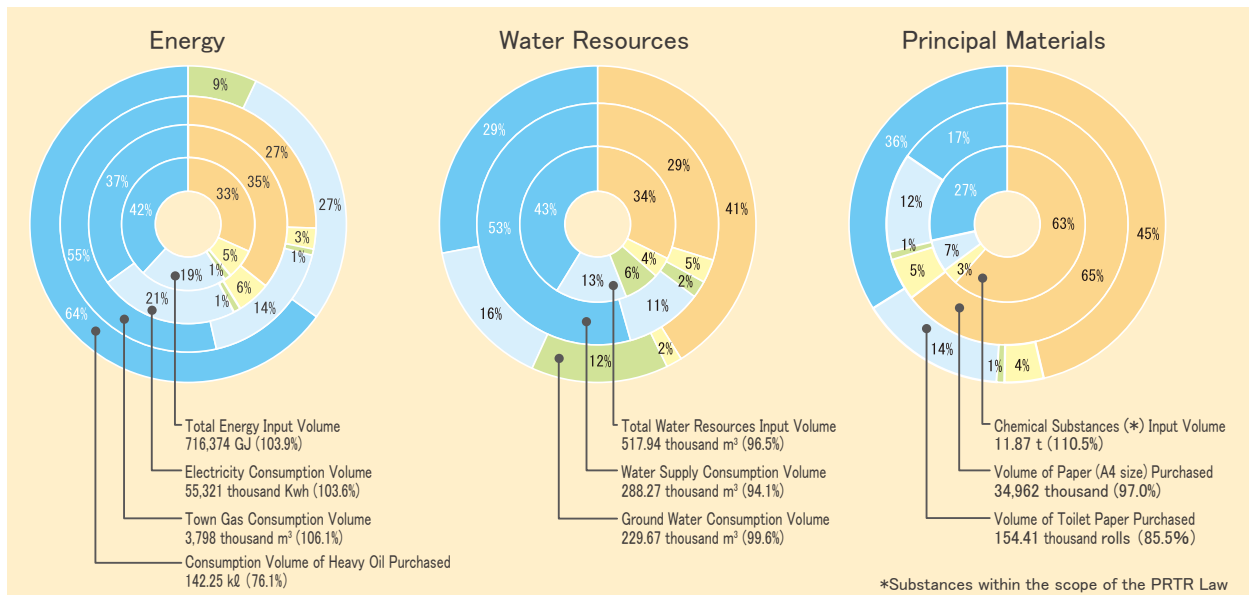 Energy
Water Resources
Principal Materials
9%
27%
35%
33%
27%
3%
1%
5%
6%
1%
1%
14%
19%
21%
37%
42%
55%
64%
29%
29%
34%
41%
43%
53%
4%
5%
6%
2%
13%
11%
16%
12%
2%
36%
17%
27%
12%
63%
45%
65%
7%
1%
3%
5%
14%
1%
4%
Total Energy Input Volume
716,374 GJ (103.9%)
Electricity Consumption Volume
55,321 thousand Kwh (103.6%)
Town Gas Consumption Volume
3,798 thousand m³ (106.1%)
Consumption Volume of Heavy Oil Purchased
142.25 kℓ (76.1%)
Total Water Resources Input Volume
517.94 thousand m³ (96.5%)
Water Supply Consumption Volume
288.27 thousand m³ (94.1%)
Ground Water Consumption Volume
229.67 thousand m³ (99.6%)
Chemical Substances (*) Input Volume
11.87 t (110.5%)
Volume of Paper (A4 size) Purchased
34,962 thousand (97.0%)
Volume of Toilet Paper Purchased
154.41 thousand rolls (85.5%)
*Substances within the scope of the PRTR Law